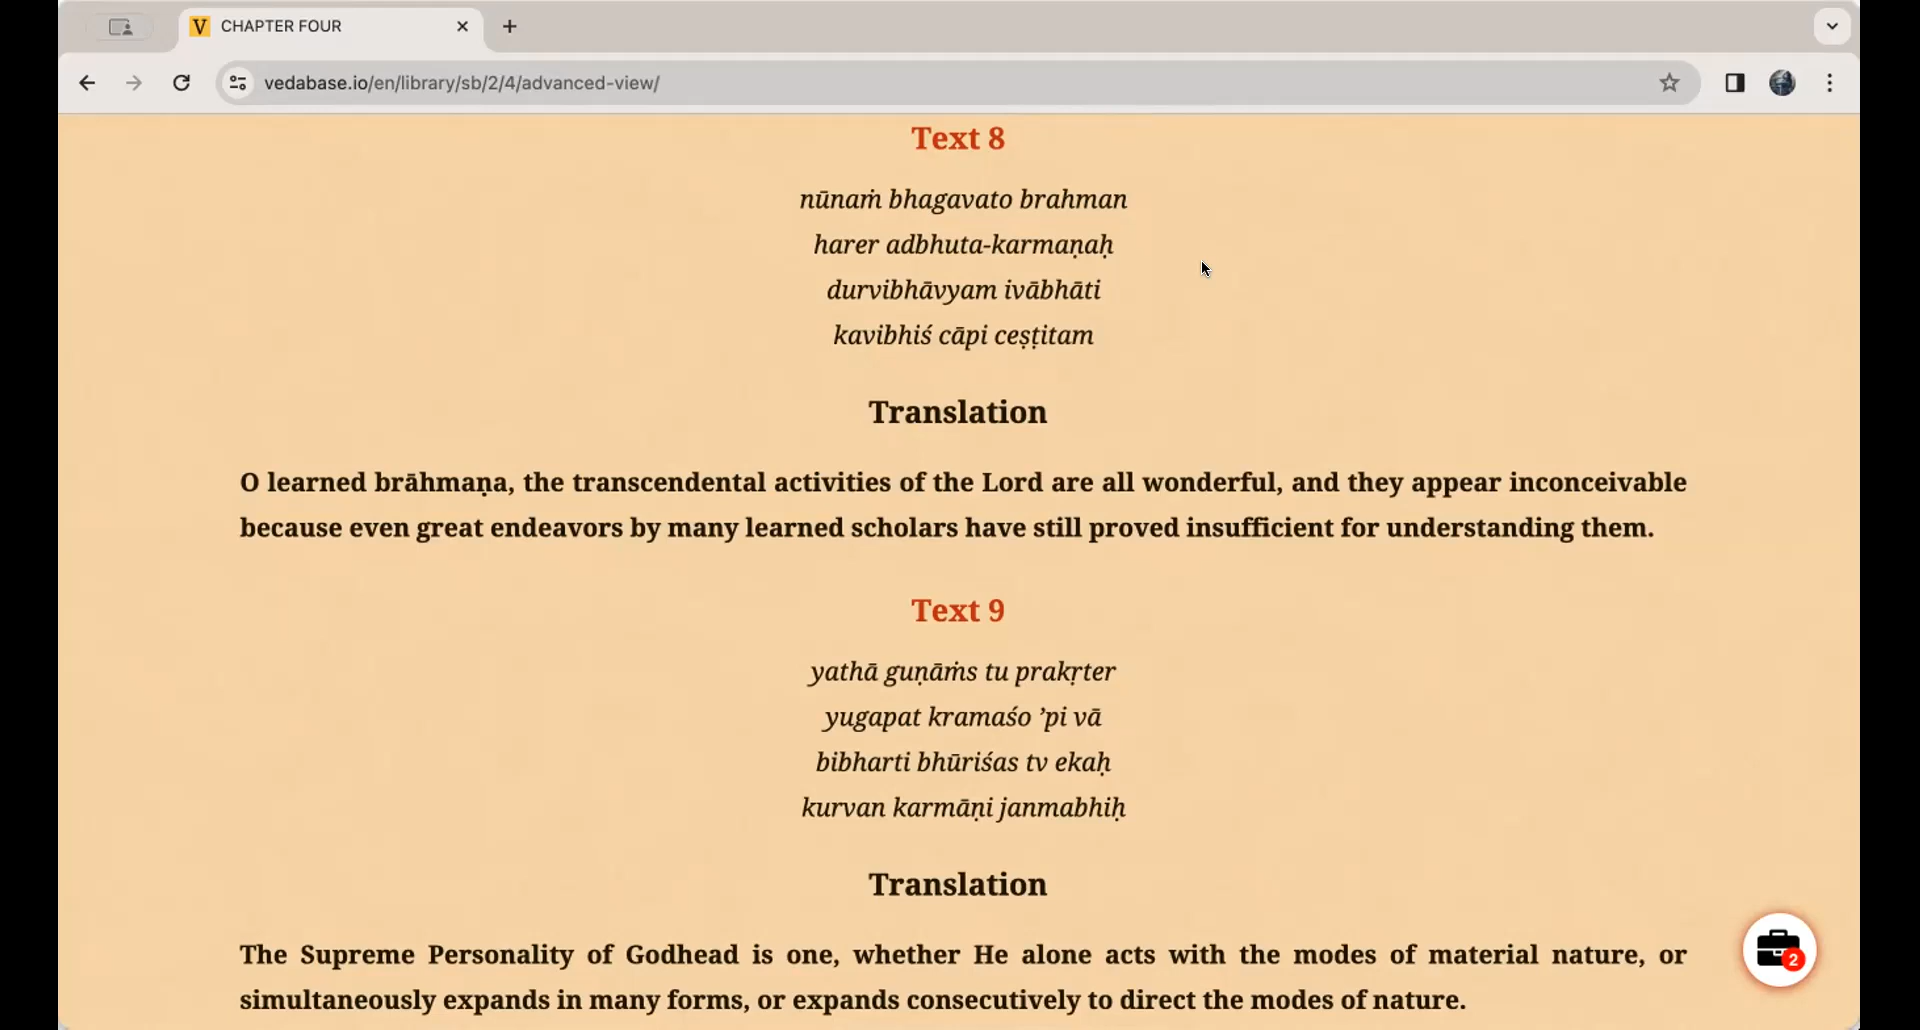 CHAPTER FOUR
vedabase.io/en/library/sb/2/4/advanced-view/
Text 8
nūnaṁ bhagavato brahman
harer adbhuta-karmaṇaḥ
durvibhāvyam ivābhāti
kavibhiś cāpi ceṣṭitam
Translation
O learned brāhmaṇa, the transcendental activities of the Lord are all wonderful, and they appear inconceivable
because even great endeavors by many learned scholars have still proved insufficient for understanding them.
Text 9
yathā guṇāṁs tu prakṛter
yugapat kramaśo ’pi vā
bibharti bhūriśas tv ekaḥ
kurvan karmāṇi janmabhiḥ
Translation
The Supreme Personality of Godhead is one, whether He alone acts with the modes of material nature, or
simultaneously expands in many forms, or expands consecutively to direct the modes of nature.
2